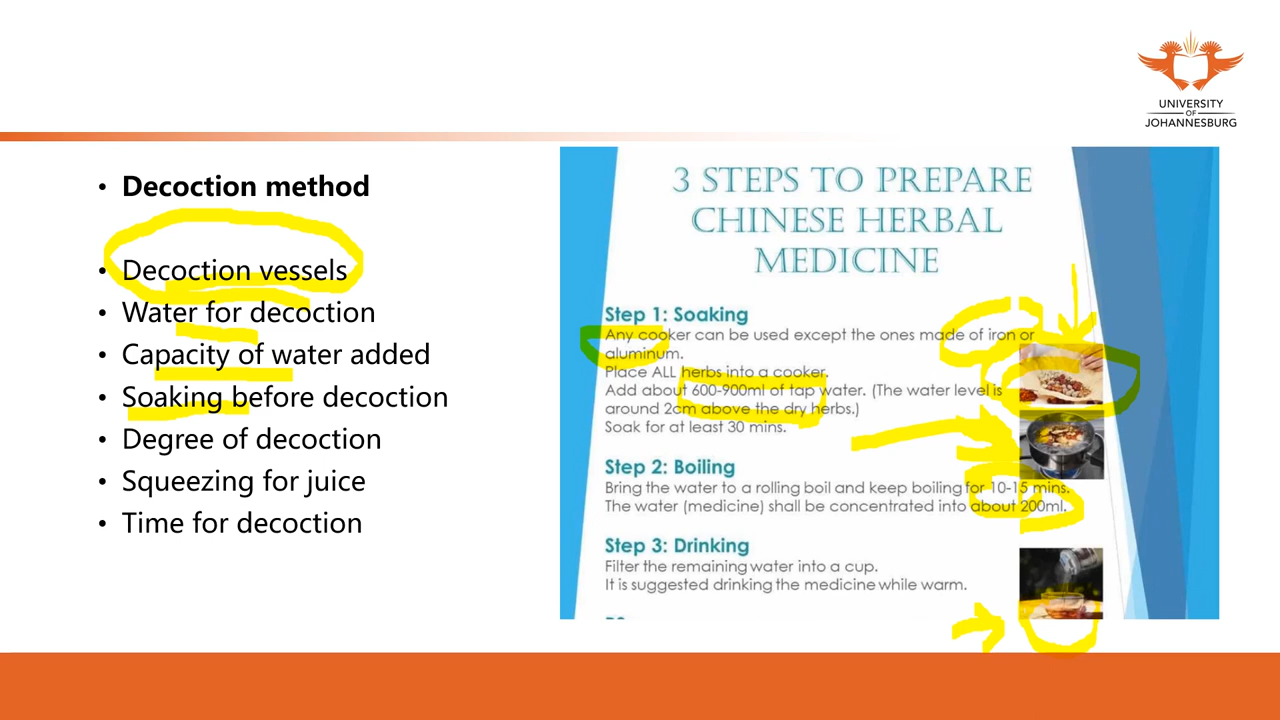 UNIVERSITY
OF
JOHANNESBURG
• Decoction method
• Decoction vessels
• Water for decoction
• Capacity of water added
• Soaking before decoction
• Degree of decoction
• Squeezing for juice
• Time for decoction
3 STEPS TO PREPARE
CHINESE HERBAL
MEDICINE
Step 1: Soaking
Any cooker can be used except the ones made of iron or
aluminum.
Place ALL herbs into a cooker.
Add about 600-900ml of tap water. (The water level is
around 2cm above the dry herbs.)
Soak for at least 30 mins.
Step 2: Boiling
Bring the water to a rolling boil and keep boiling for 10-15 mins.
The water (medicine) shall be concentrated into about 200ml.
Step 3: Drinking
Filter the remaining water into a cup.
It is suggested drinking the medicine while warm.